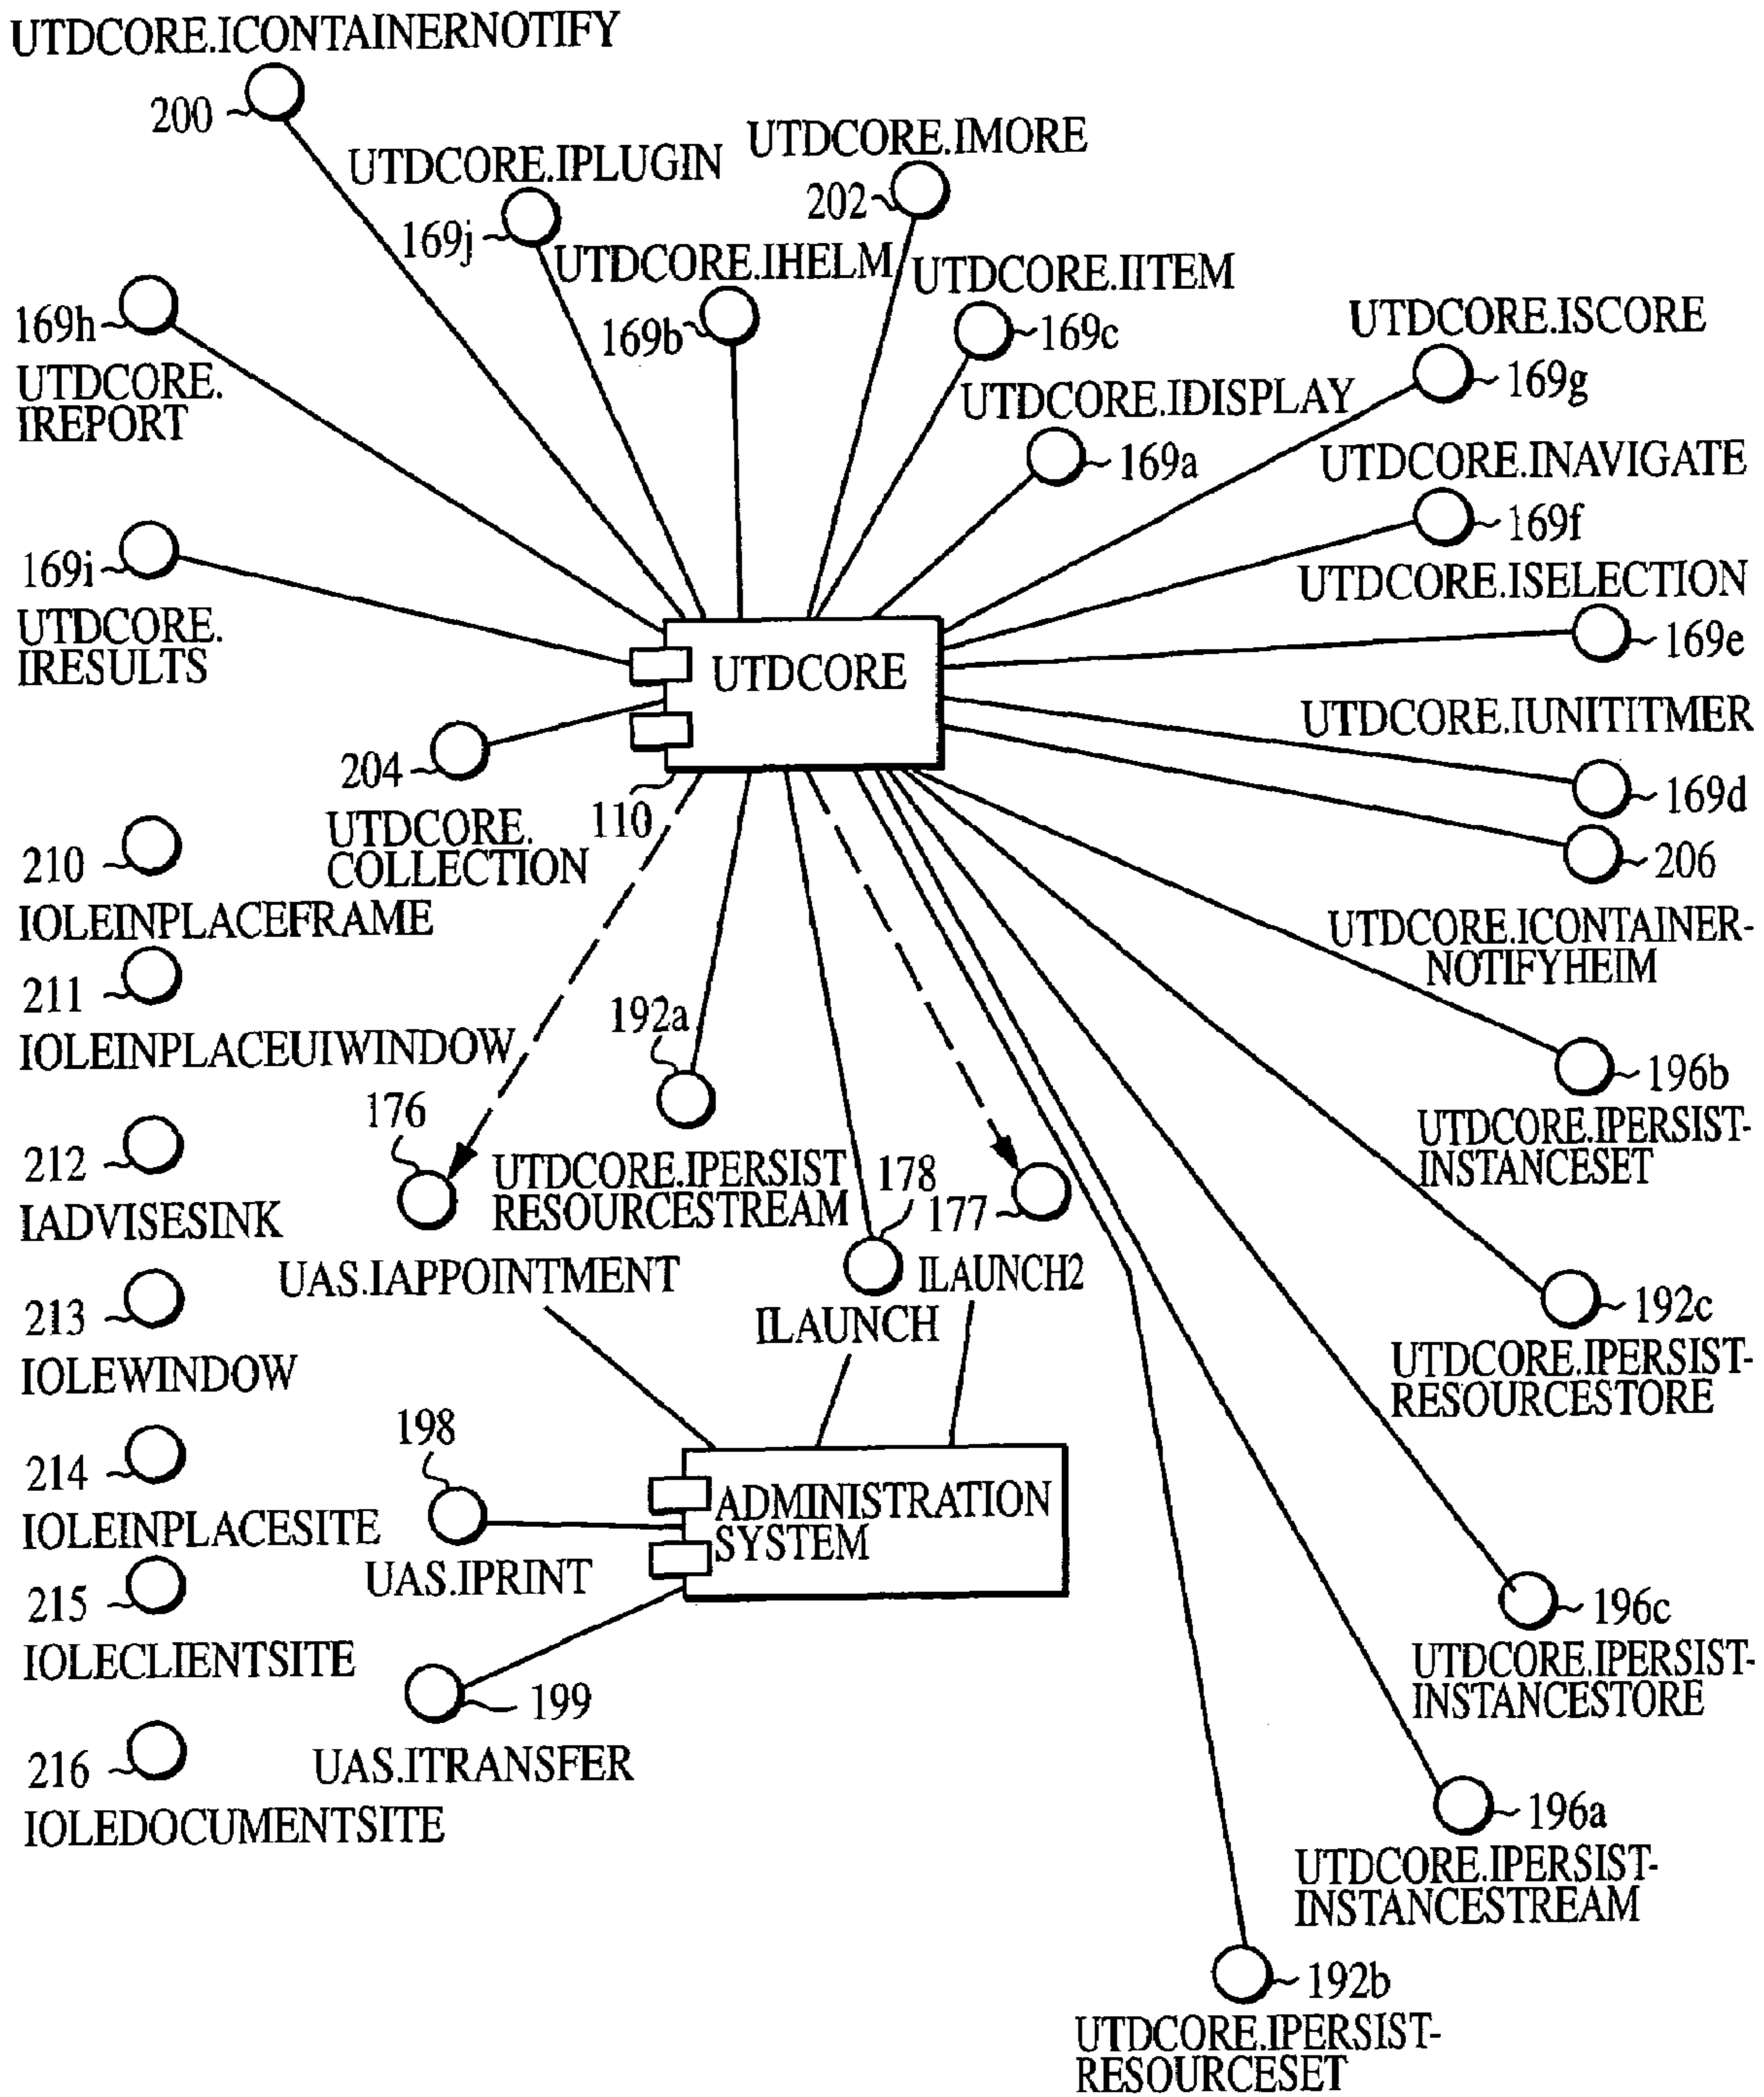 UTDCORE.ICONTAINERNOTIFY
200
UTDCORE.IPLUGIN
169j
UTDCORE.IMORE
202
UTDCORE.IHELM
169b
UTDCORE.IITEM
169c
169h
UTDCORE.
IREPORT
UTDCORE.ISCORE
169g
UTDCORE.IDISPLAY
169a
UTDCORE.INAVIGATE
169f
169i
UTDCORE.
IRESULTS
UTDCORE.ISELECTION
169e
UTDCORE
UTDCORE.IUNITITMER
169d
204
UTDCORE.
COLLECTION
110
206
UTDCORE.ICONTAINER-
NOTIFYHEIM
210
IOLEINPLACEFRAME
211
IOLEINPLACEUIWINDOW
192a
UTDCORE.IPERSIST
RESOURCESTREAM
196b
UTDCORE.IPERSIST-
INSTANCESET
176
UAS.IAPPOINTMENT
178
ILAUNCH
177
ILAUNCH2
212
IADVISESINK
213
IOLEWINDOW
192c
UTDCORE.IPERSIST-
RESOURCESTORE
214
IOLEINPLACESITE
198
UAS.IPRINT
ADMINISTRATION
SYSTEM
215
IOLECLIENTSITE
196c
UTDCORE.IPERSIST-
INSTANCESTORE
199
UAS.ITRANSFER
216
IOLEDOCUMENTSITE
196a
UTDCORE.IPERSIST-
INSTANCESTREAM
192b
UTDCORE.IPERSIST-
RESOURCESET